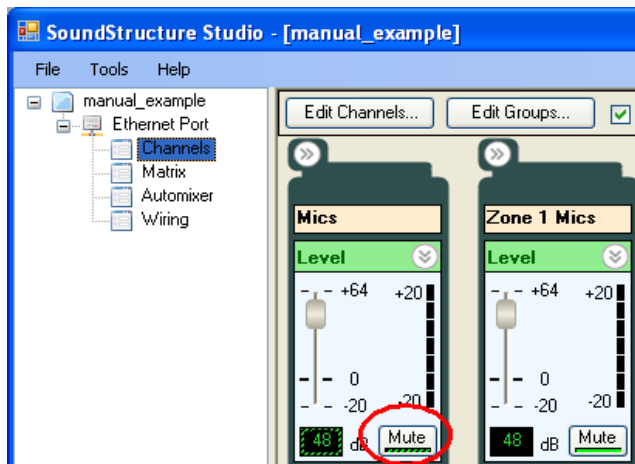 SoundStructure Studio - [manual_example]
File Tools Help
manual_example
Ethernet Port
Channels
Matrix
Automixer
Wiring
Edit Channels... Edit Groups...
Mics Zone 1 Mics
Level Level
+64 +20 +64 +20
0 0
-20 -20 -20 -20
48 dB Mute 48 dB Mute